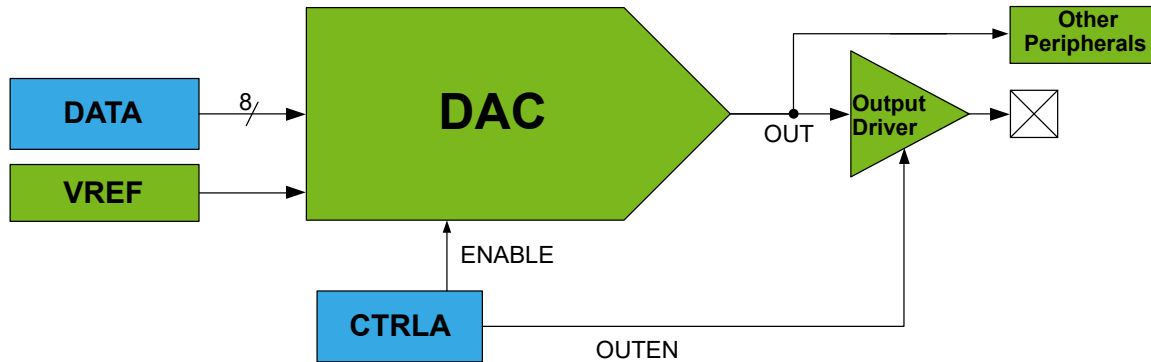 Other
Peripherals
DATA
8
DAC
OUT
Output
Driver
VREF
ENABLE
CTRLA
OUTEN